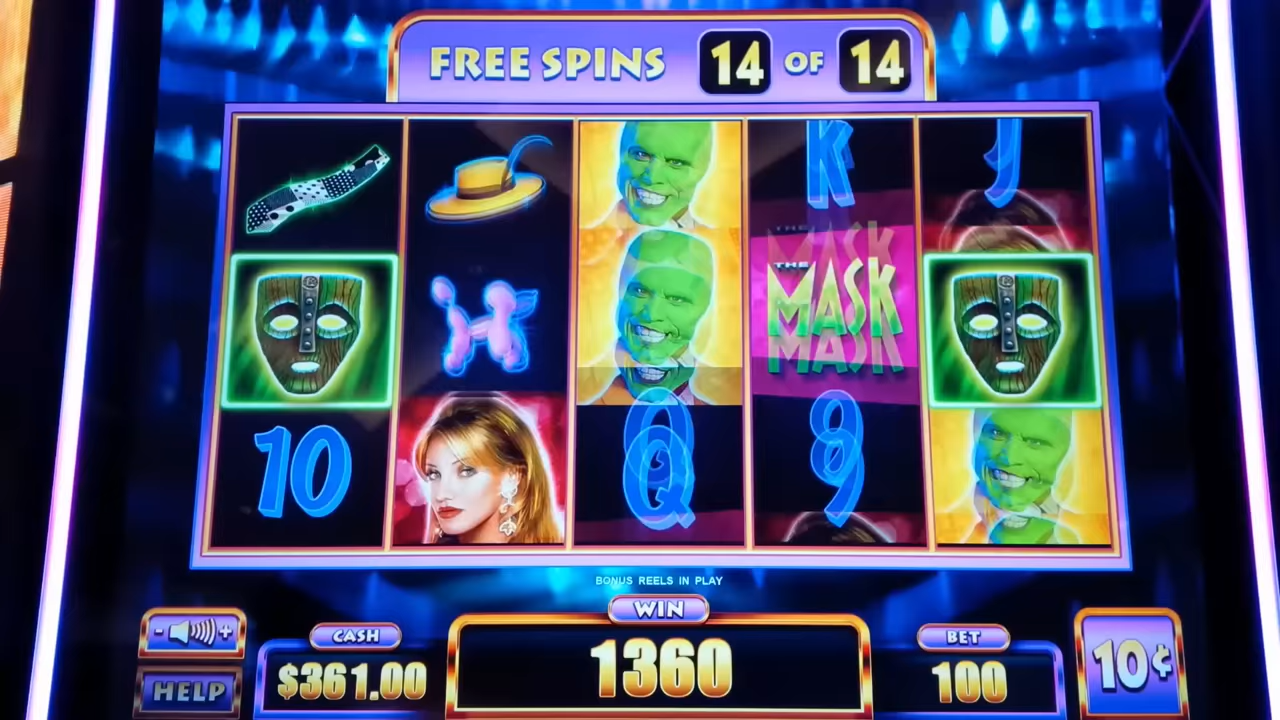 FREE SPINS 14 OF 14
K J
THE MASK
MASK
10 Q 9
BONUS REELS IN PLAY
WIN
- + CASH 1360 BET 10¢
HELP $361.00 100